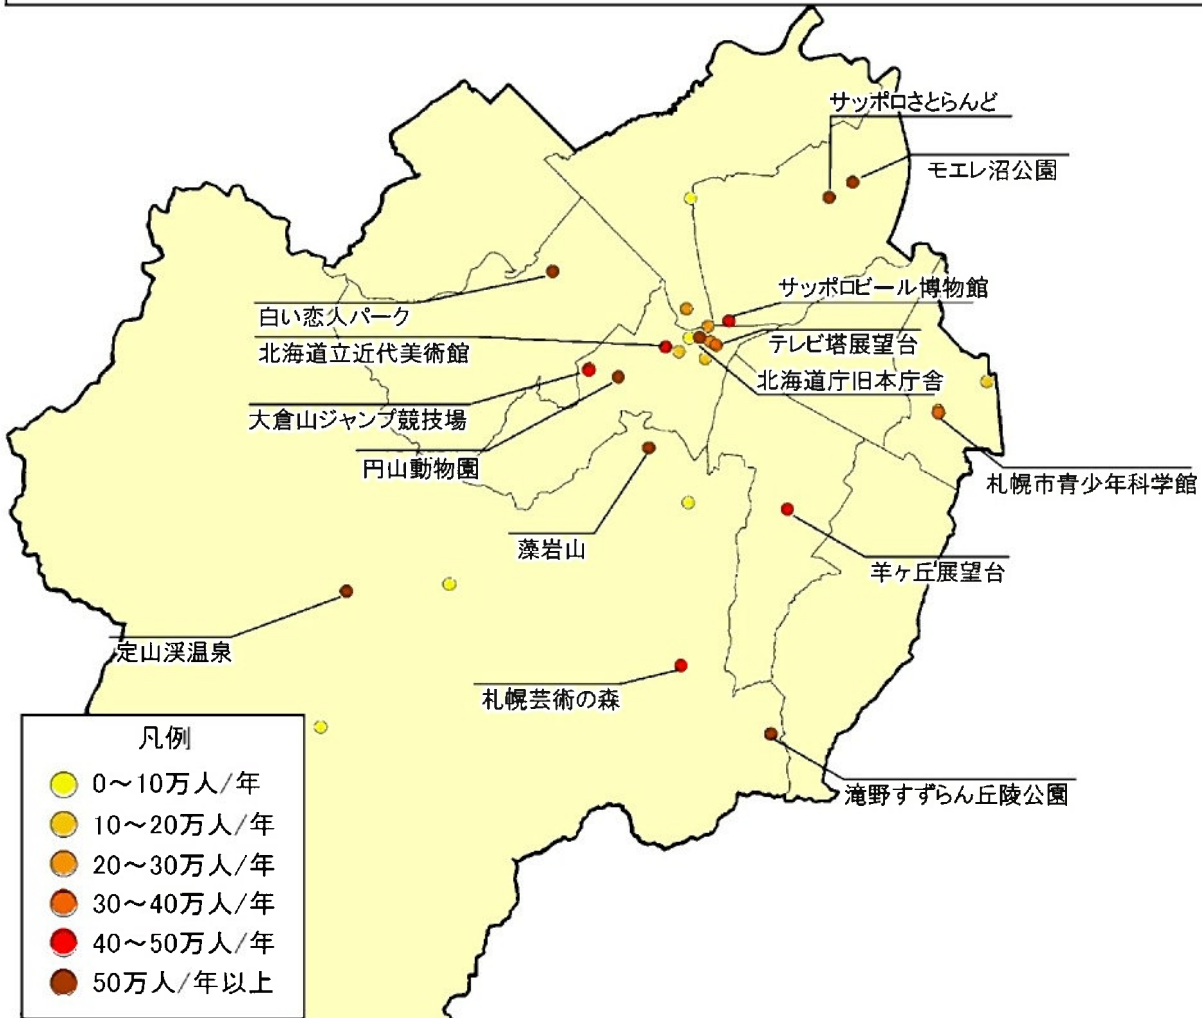 サッポロさとらんど
モエレ沼公園
サッポロビール博物館
白い恋人パーク
テレビ塔展望台
北海道立近代美術館
北海道庁旧本庁舎
大倉山ジャンプ競技場
円山動物園
札幌市青少年科学館
藻岩山
羊ヶ丘展望台
定山渓温泉
札幌芸術の森
滝野すずらん丘陵公園
凡例
0～10万人/年
10～20万人/年
20～30万人/年
30～40万人/年
40～50万人/年
50万人/年以上